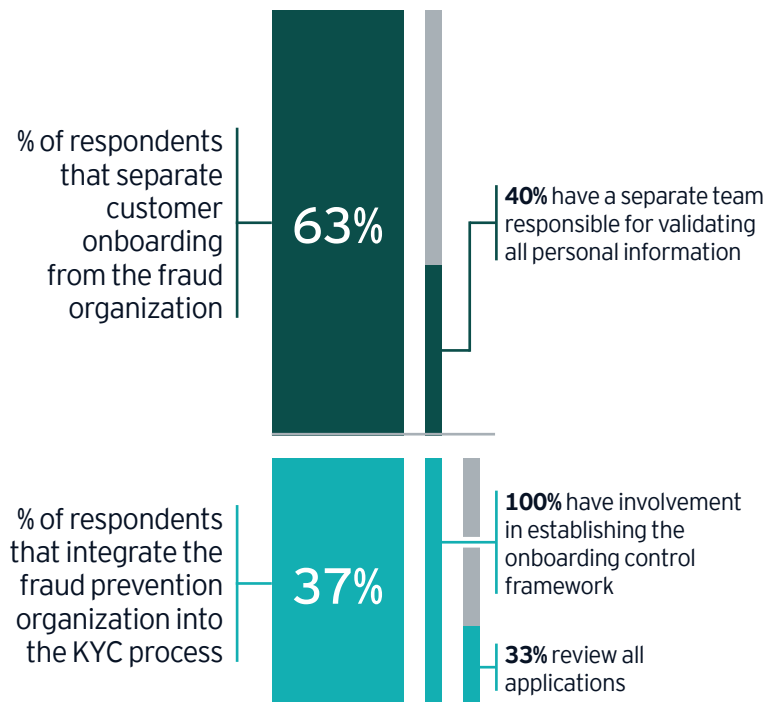 % of respondents
that separate
customer
onboarding
from the fraud
organization
63%
40% have a separate team
responsible for validating
all personal information
% of respondents
that integrate the
fraud prevention
organization into
the KYC process
37%
100% have involvement
in establishing the
onboarding control
framework
33% review all
applications